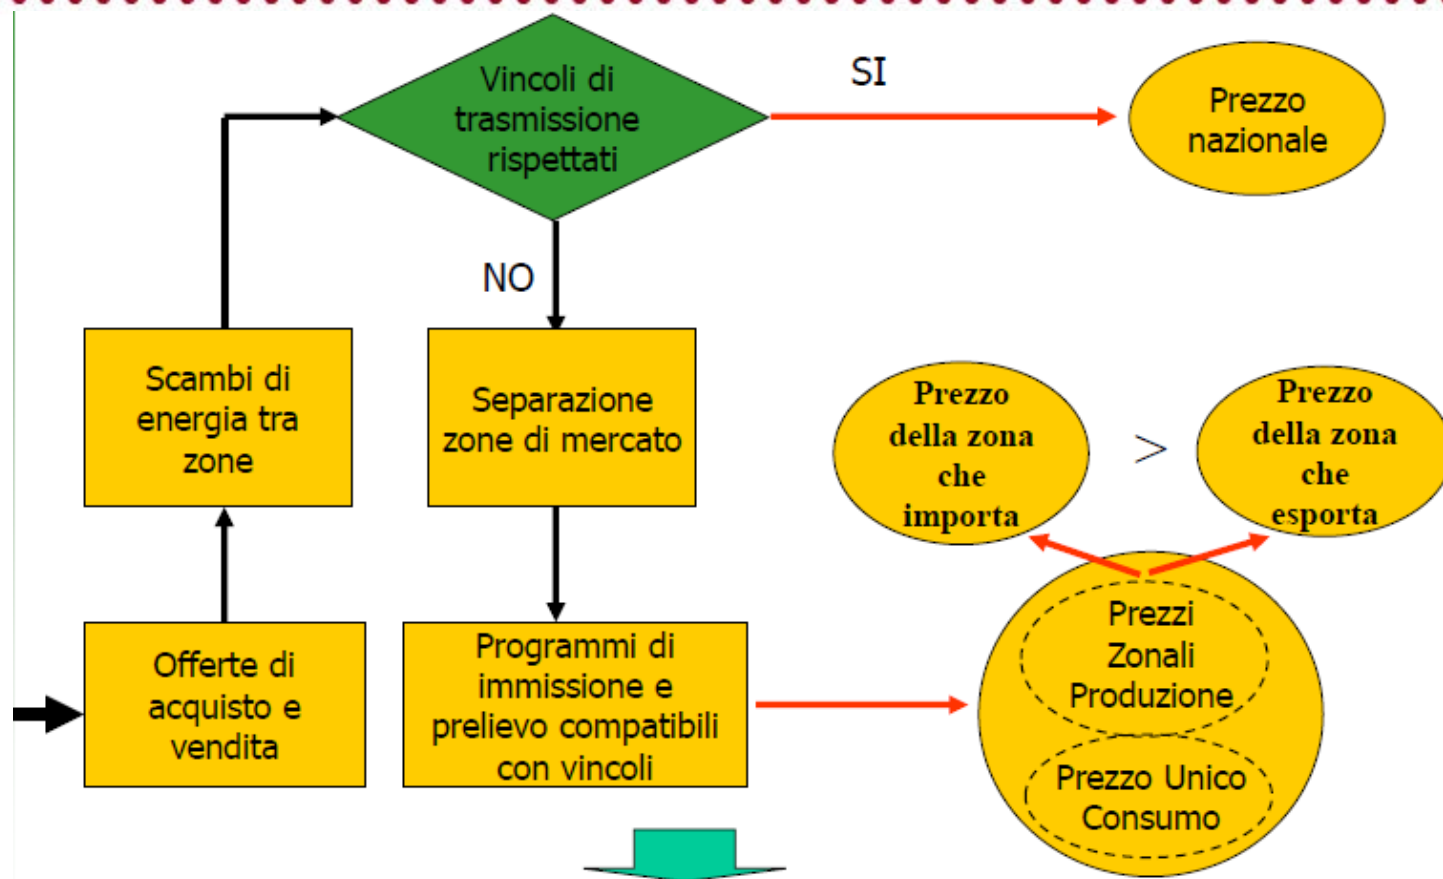 Vincoli di
trasmissione
rispettati
SI
Prezzo
nazionale
NO
Scambi di
energia tra
zone
Separazione
zone di mercato
Prezzo
della zona
che
importa
>
Prezzo
della zona
che
esporta
Offerte di
acquisto e
vendita
Programmi di
immissione e
prelievo compatibili
con vincoli
Prezzi
Zonali
Produzione
Prezzo Unico
Consumo